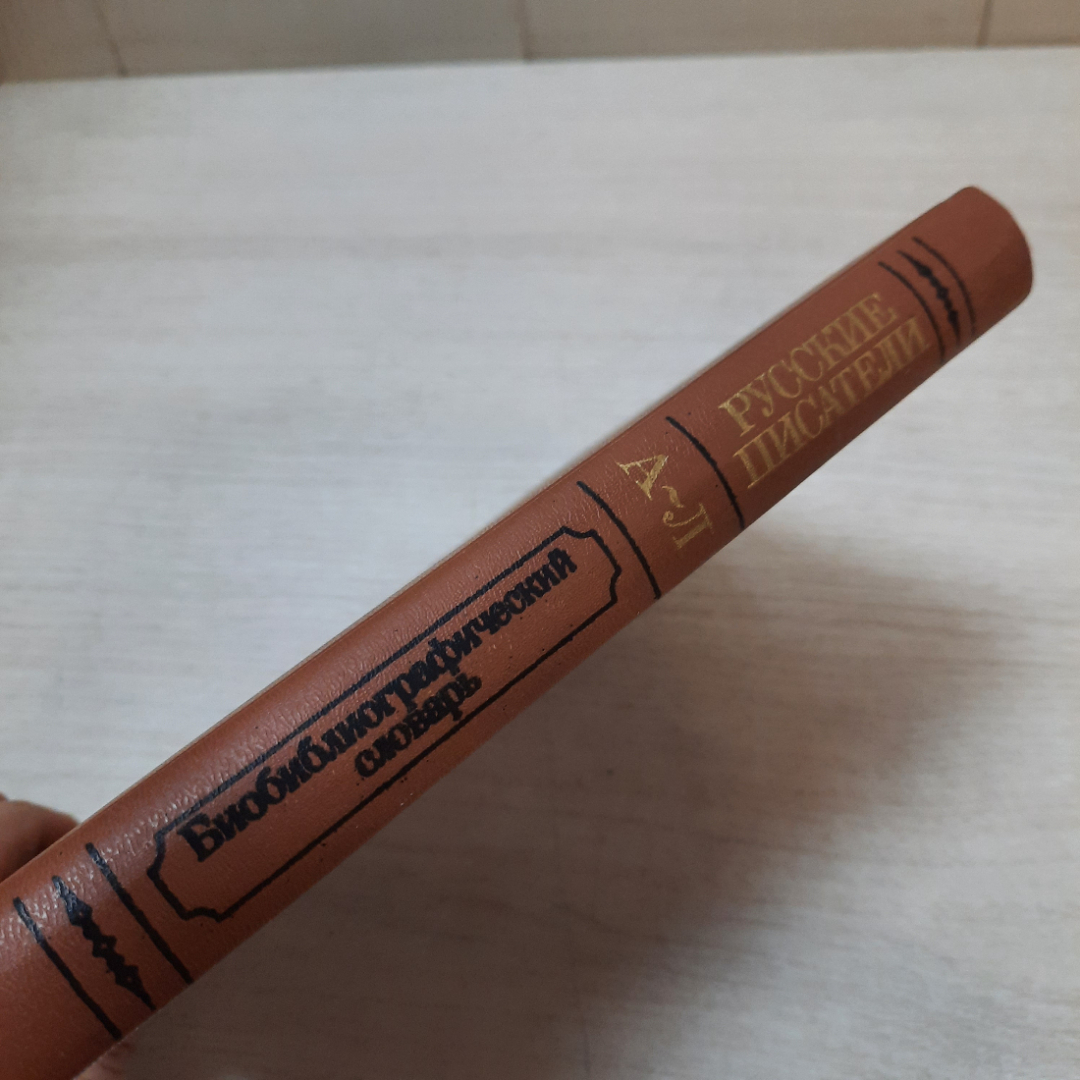 РУССКИЕ
ПИСАТЕЛИ
А~Л
Биобиблиографический
словарь